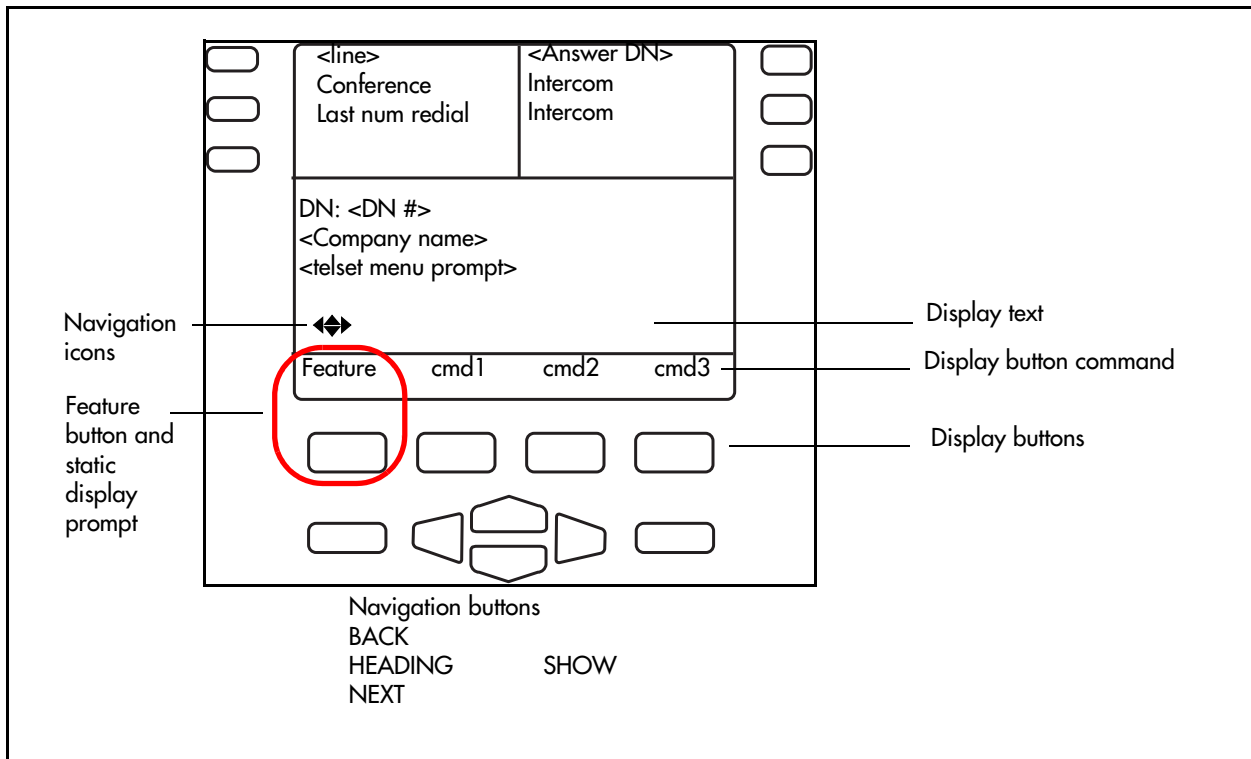 <line>
Conference
Last num redial
<Answer DN>
Intercom
Intercom
DN: <DN #>
<Company name>
<telset menu prompt>
Navigation
icons
Display text
Feature cmd1 cmd2 cmd3
Display button command
Feature
button and
static
display
prompt
Display buttons
Navigation buttons
BACK
HEADING SHOW
NEXT